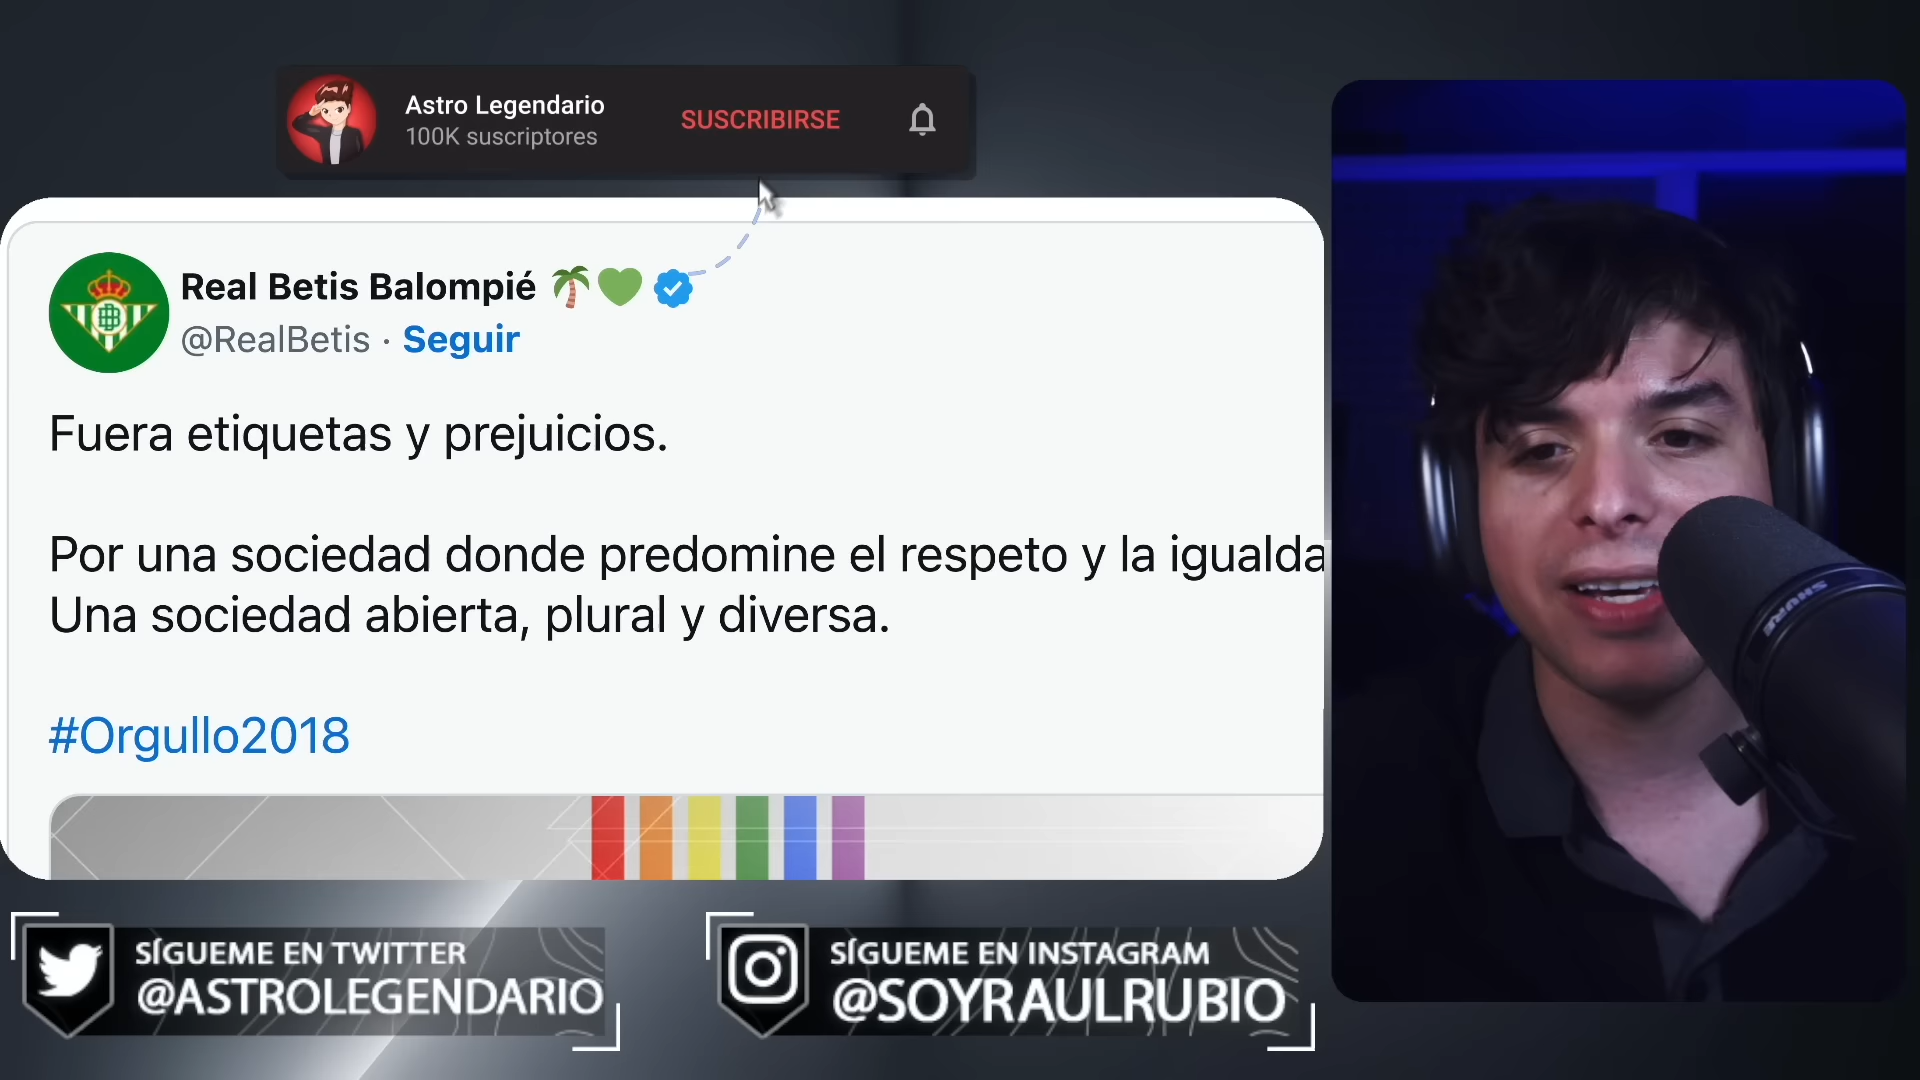 Astro Legendario
100K suscriptores
SUSCRIBIRSE
Real Betis Balompié
@RealBetis · Seguir
Fuera etiquetas y prejuicios.
Por una sociedad donde predomine el respeto y la igualda
Una sociedad abierta, plural y diversa.
#Orgullo2018
SHURE
SÍGUEME EN TWITTER
@ASTROLEGENDARIO
SÍGUEME EN INSTAGRAM
@SOYRAULRUBIO